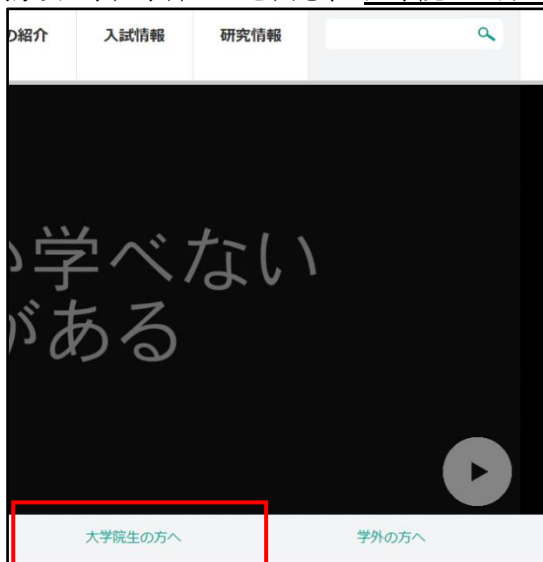 の紹介 入試情報 研究情報
学べない
がある
大学院生の方へ 学外の方へ